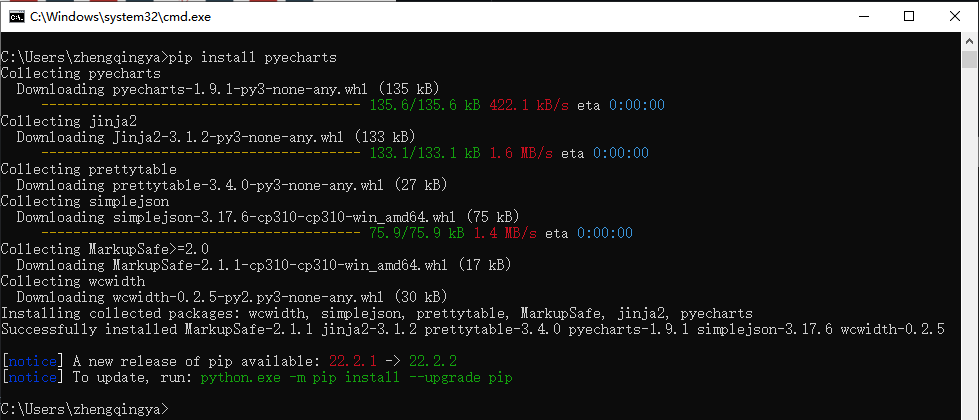 C:\Windows\system32\cmd.exe
C:\Users\zhengqingya>pip install pyecharts
Collecting pyecharts
  Downloading pyecharts-1.9.1-py3-none-any.whl (135 kB)
     ---------------------------------------- 135.6/135.6 kB 422.1 kB/s eta 0:00:00
Collecting jinja2
  Downloading Jinja2-3.1.2-py3-none-any.whl (133 kB)
     ---------------------------------------- 133.1/133.1 kB 1.6 MB/s eta 0:00:00
Collecting prettytable
  Downloading prettytable-3.4.0-py3-none-any.whl (27 kB)
Collecting simplejson
  Downloading simplejson-3.17.6-cp310-cp310-win_amd64.whl (75 kB)
     ---------------------------------------- 75.9/75.9 kB 1.4 MB/s eta 0:00:00
Collecting MarkupSafe>=2.0
  Downloading MarkupSafe-2.1.1-cp310-cp310-win_amd64.whl (17 kB)
Collecting wcwidth
  Downloading wcwidth-0.2.5-py2.py3-none-any.whl (30 kB)
Installing collected packages: wcwidth, simplejson, prettytable, MarkupSafe, jinja2, pyecharts
Successfully installed MarkupSafe-2.1.1 jinja2-3.1.2 prettytable-3.4.0 pyecharts-1.9.1 simplejson-3.17.6 wcwidth-0.2.5
[notice] A new release of pip available: 22.2.1 -> 22.2.2
[notice] To update, run: python.exe -m pip install --upgrade pip
C:\Users\zhengqingya>